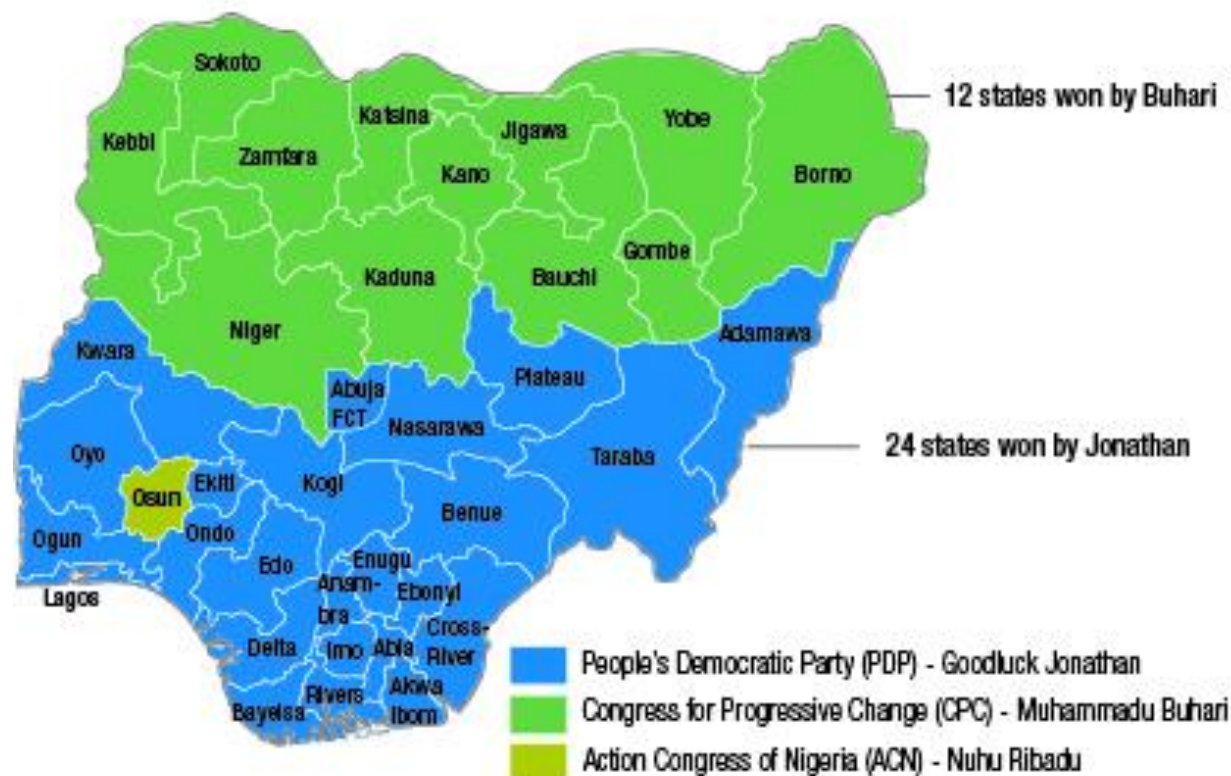 Sokoto
12 states won by Buhari
Katsina
Yobe
Jigawa
Kebbi
Zamfara
Kano
Borno
Gombe
Kaduna
Bauchi
Niger
Adamawa
Kwara
Plateau
Abuja
FCT
Nasarawa
24 states won by Jonathan
Oyo
Taraba
Ekiti
Kogi
Osun
Benue
Ondo
Ogun
Enugu
Edo
Anam-
bra
Ebonyi
Lagos
Cross-
River
Delta
Imo
Abia
People's Democratic Party (PDP) - Goodluck Jonathan
Rivers
Akwa
Ibom
Bayelsa
Congress for Progressive Change (CPC) - Muhammadu Buhari
Action Congress of Nigeria (ACN) - Nuhu Ribadu